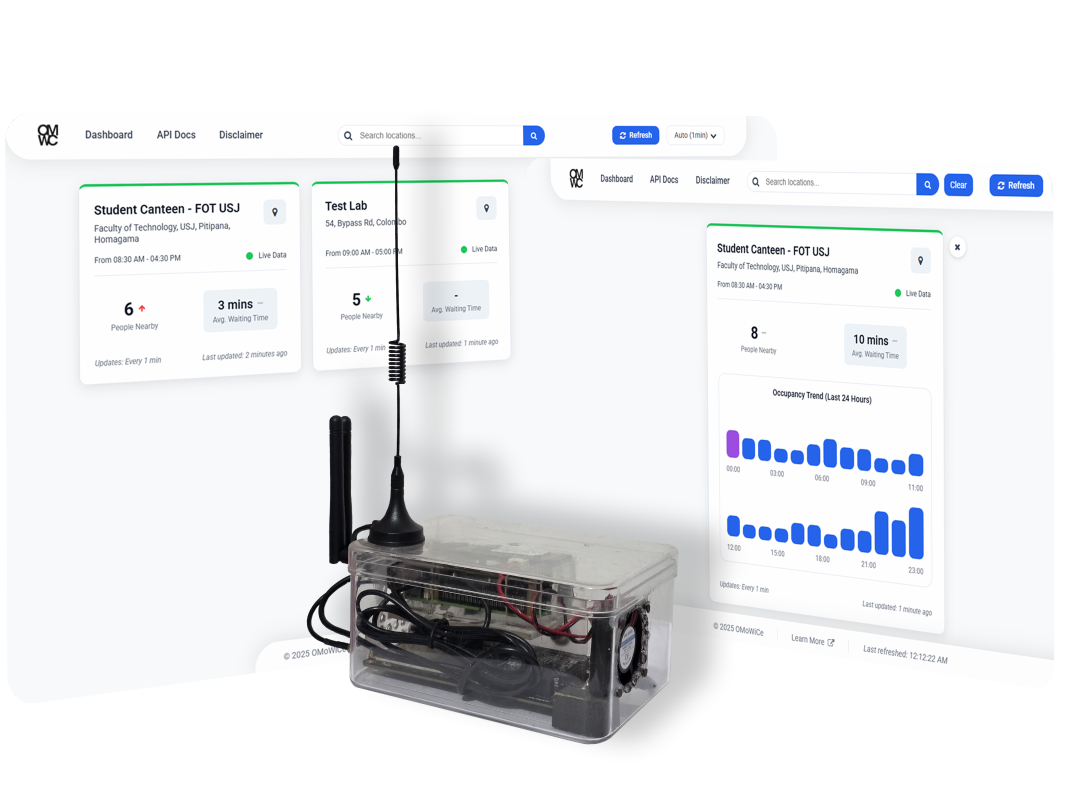 OMWC
Dashboard
API Docs
Disclaimer
Search locations...
Refresh
Auto (1min)
Student Canteen - FOT USJ
Faculty of Technology, USJ, Pitipana,
Homagama
From 08:30 AM - 04:30 PM
Live Data
6
People Nearby
3 mins –
Avg. Waiting Time
Updates: Every 1 min
Last updated: 2 minutes ago
Test Lab
54, Bypass Rd, Colombo
From 09:00 AM - 05:00 PM
Live Data
5
People Nearby
-
Avg. Waiting Time
Updates: Every 1 min
Last updated: 1 minute ago
© 2025 OMoWiC
OMWC
Dashboard
API Docs
Disclaimer
Search locations...
Clear
Refresh
Student Canteen - FOT USJ
×
Faculty of Technology, USJ, Pitipana, Homagama
From 08:30 AM - 04:30 PM
Live Data
8 –
People Nearby
10 mins –
Avg. Waiting Time
Occupancy Trend (Last 24 Hours)
00:00 03:00 06:00 09:00 11:00
12:00 15:00 18:00 21:00 23:00
Updates: Every 1 min
Last updated: 1 minute ago
© 2025 OMoWiCe
Learn More
Last refreshed: 12:12:22 AM